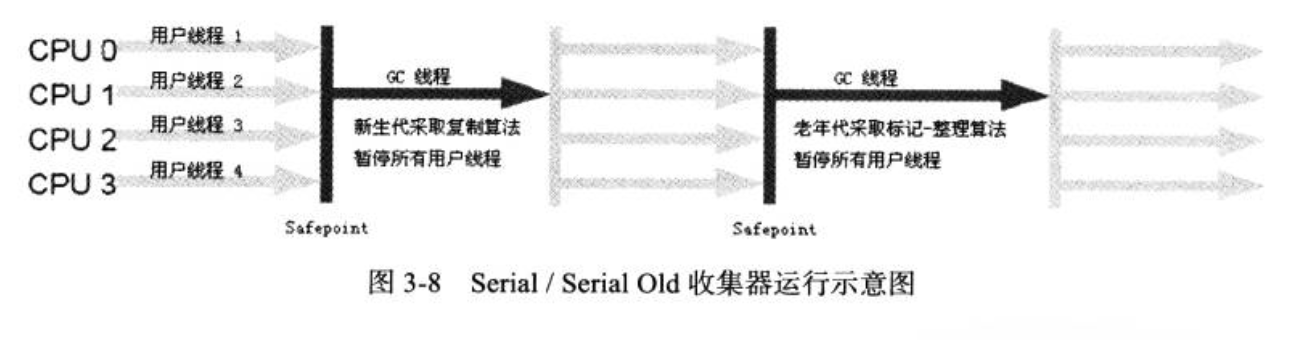 CPU 0 用户线程 1
CPU 1 用户线程 2
CPU 2 用户线程 3
CPU 3 用户线程 4
GC 线程
新生代采取复制算法
暂停所有用户线程
Safepoint
GC 线程
老年代采取标记-整理算法
暂停所有用户线程
Safepoint
图 3-8 Serial / Serial Old 收集器运行示意图